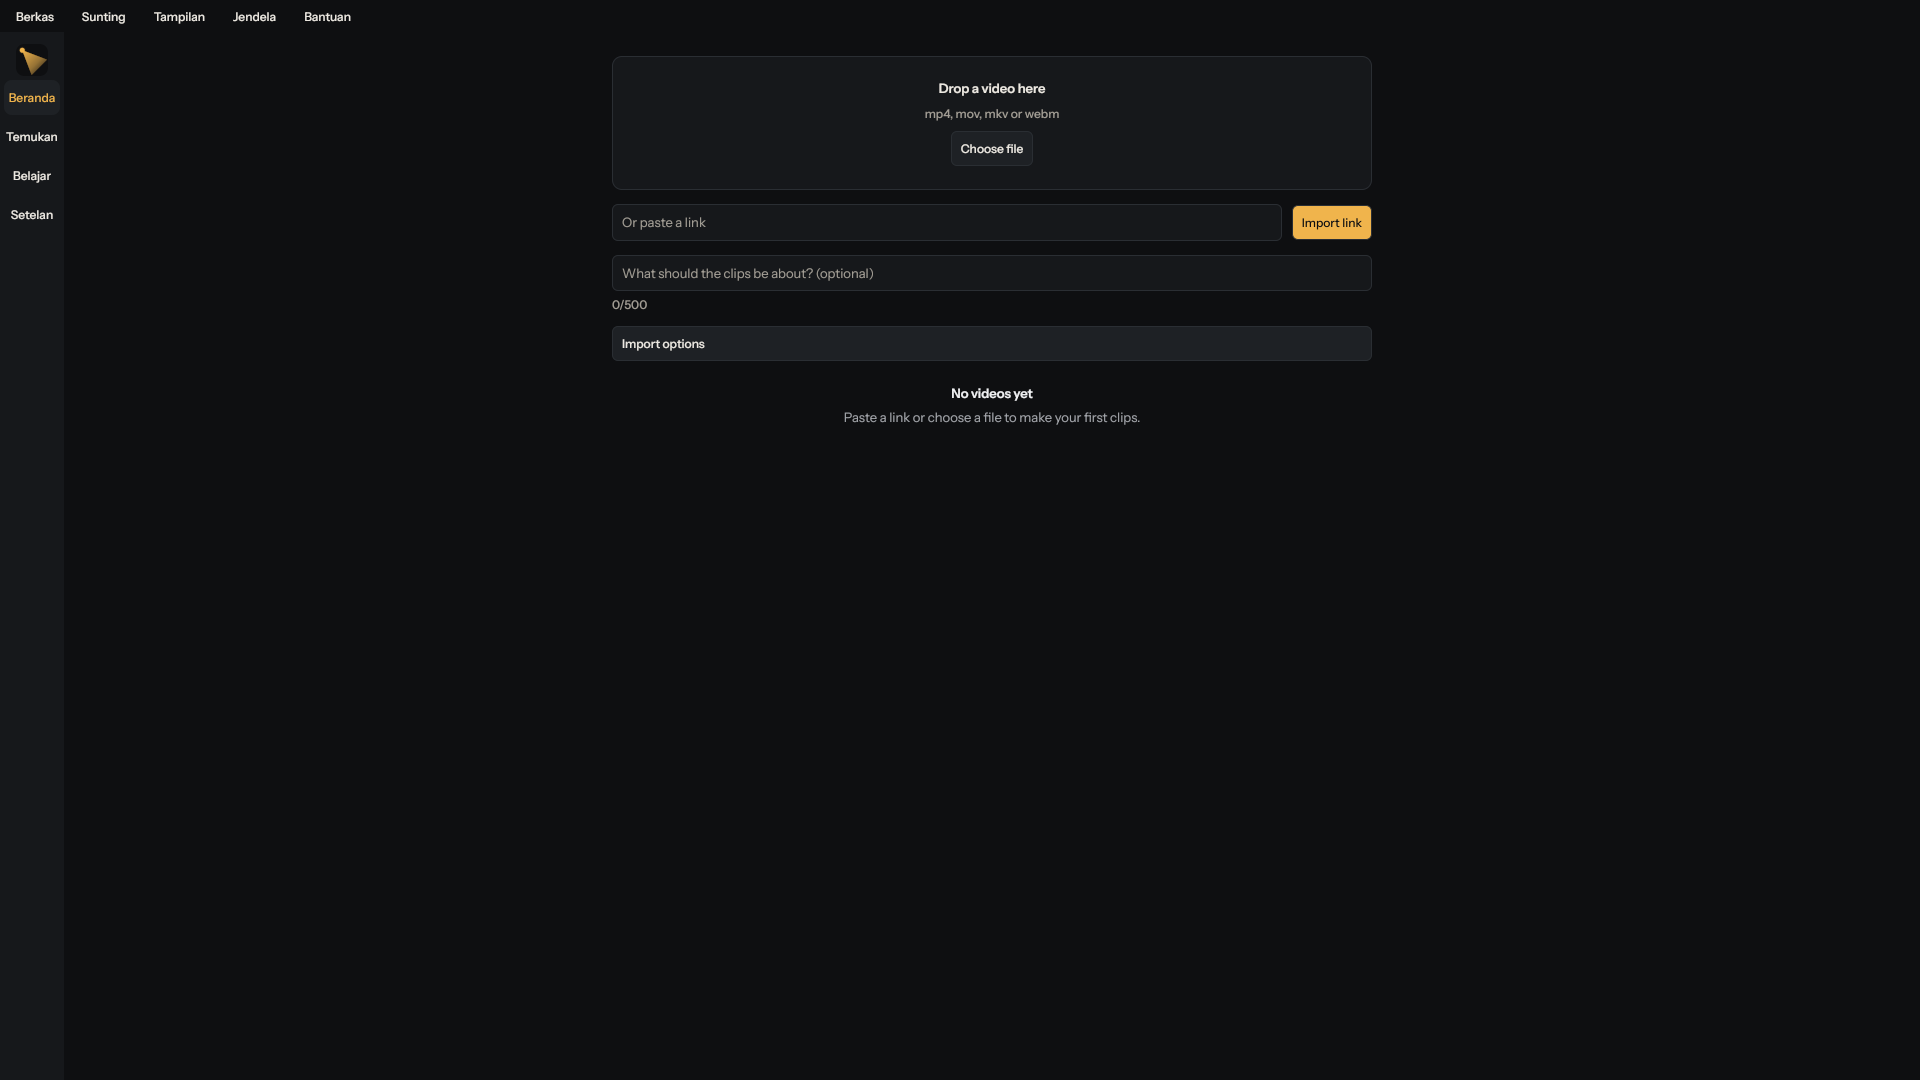 Berkas Sunting Tampilan Jendela Bantuan
Beranda
Temukan
Belajar
Setelan
Drop a video here
mp4, mov, mkv or webm
Choose file
Or paste a link
Import link
What should the clips be about? (optional)
0/500
Import options
No videos yet
Paste a link or choose a file to make your first clips.